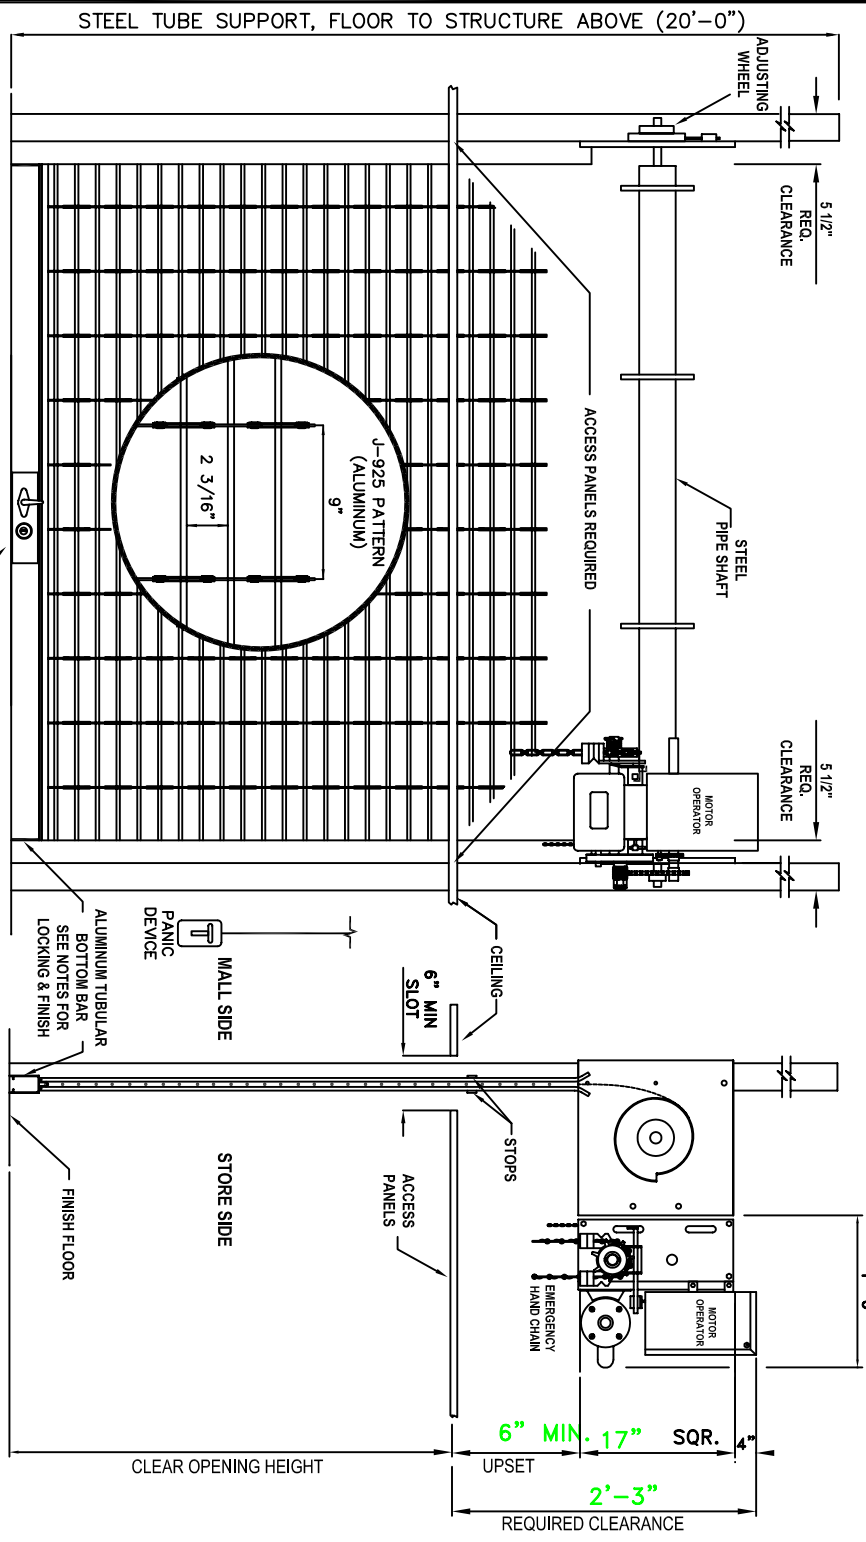 STEEL TUBE SUPPORT, FLOOR TO STRUCTURE ABOVE (20'-0")
ADJUSTING
WHEEL
5 1/2"
REQ.
CLEARANCE
ACCESS PANELS REQUIRED
J-925 PATTERN
(ALUMINUM)
9"
2 3/16"
STEEL
PIPE SHAFT
5 1/2"
REQ.
CLEARANCE
MOTOR
OPERATOR
ALUMINUM TUBULAR
BOTTOM BAR
SEE NOTES FOR
LOCKING & FINISH
PANIC
DEVICE
MALL SIDE
CEILING
6" MIN
SLOT
STOPS
STORE SIDE
FINISH FLOOR
ACCESS
PANELS
EMERGENCY
HAND CHAIN
MOTOR
OPERATOR
6" MIN. 17" SQR. 4"
CLEAR OPENING HEIGHT
UPSET
2'-3"
REQUIRED CLEARANCE